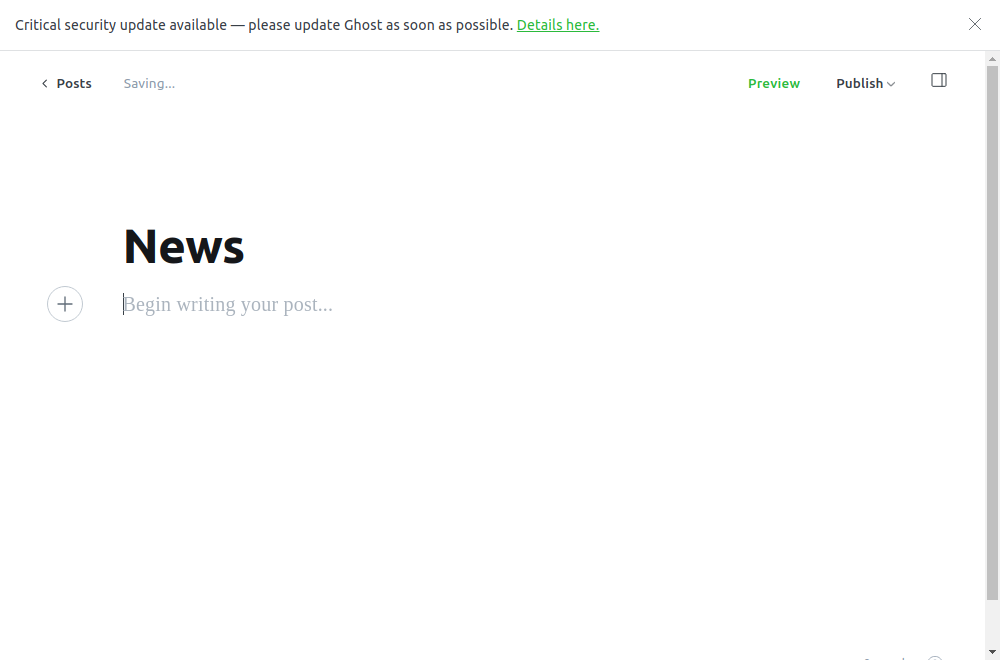 Critical security update available — please update Ghost as soon as possible. Details here.
Posts
Saving...
Preview
Publish
News
Begin writing your post...